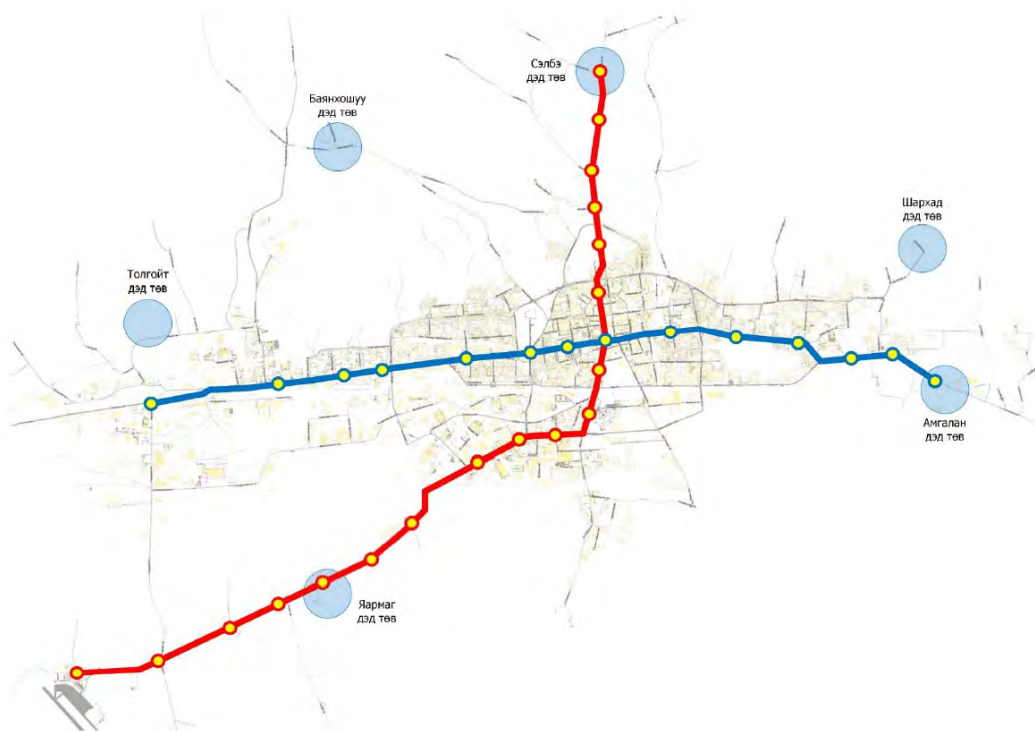 Сэлбэ
дэд төв
Баянхошуу
дэд төв
Шархад
дэд төв
Толгойт
дэд төв
Амгалан
дэд төв
Яармаг
дэд төв